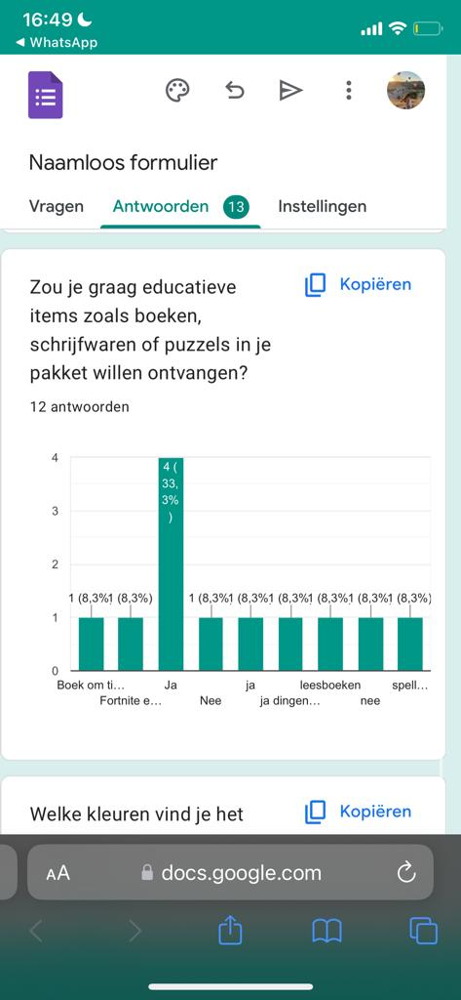 16:49
◀ WhatsApp
Naamloos formulier
Vragen Antwoorden 13 Instellingen
Zou je graag educatieve
items zoals boeken,
schrijfwaren of puzzels in je
pakket willen ontvangen?
Kopiëren
12 antwoorden
4
3
2
1
0
4 (
33,
3%
)
1 (8,3%) 1 (8,3%) 1 (8,3%) 1 (8,3%) 1 (8,3%) 1 (8,3%) 1 (8,3%) 1 (8,3%)
Boek om ti... Ja ja leesboeken spell...
Fortnite e... Nee ja dingen... nee
Welke kleuren vind je het
Kopiëren
AA docs.google.com